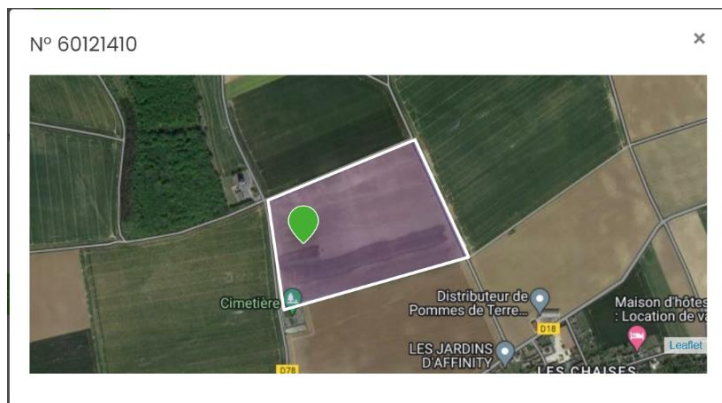 N° 60121410
×
Cimetière
Distributeur de
Pommes de Terre...
Maison d'hôtes
: Location de va
D18
LES JARDINS
D'AFFINITY
Leaflet
D78
LES CHAISES